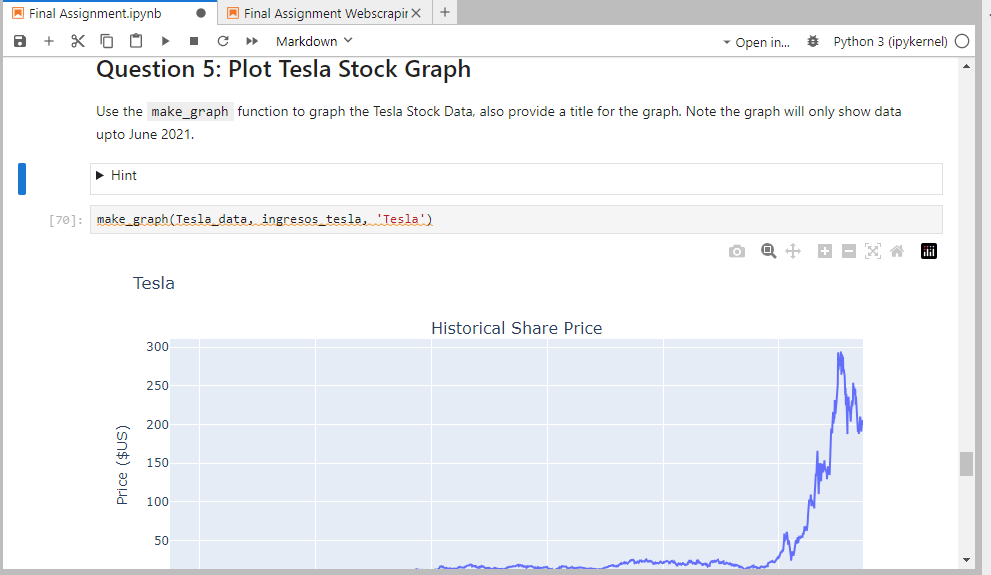 Final Assignment.ipynb
Final Assignment Webscrapin
Markdown
Open in...
Python 3 (ipykernel)
Question 5: Plot Tesla Stock Graph
Use the make_graph function to graph the Tesla Stock Data, also provide a title for the graph. Note the graph will only show data
upto June 2021.
Hint
[70]:
make_graph(Tesla_data, ingresos_tesla, 'Tesla')
Tesla
Historical Share Price
300
250
200
150
100
50
Price ($US)